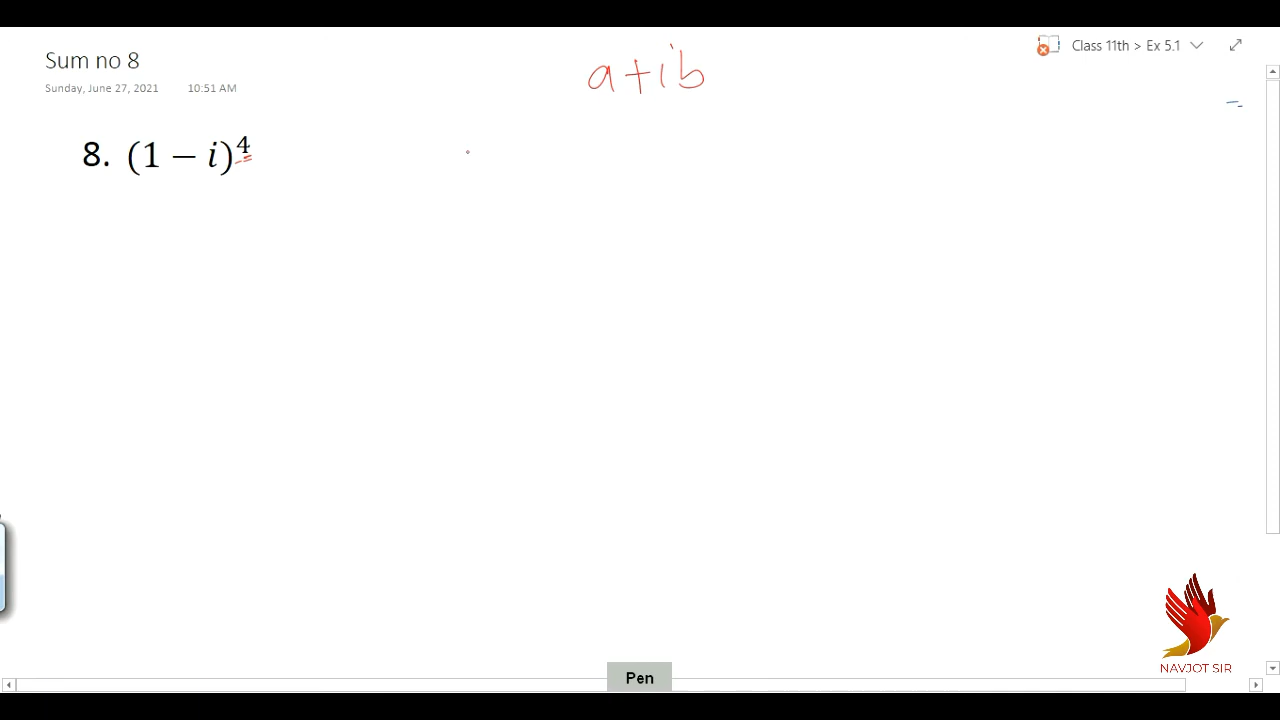 Sum no 8
Sunday, June 27, 2021 10:51 AM
a+ib
Class 11th > Ex 5.1
8. (1 − i)⁴
NAVJOT SIR
Pen